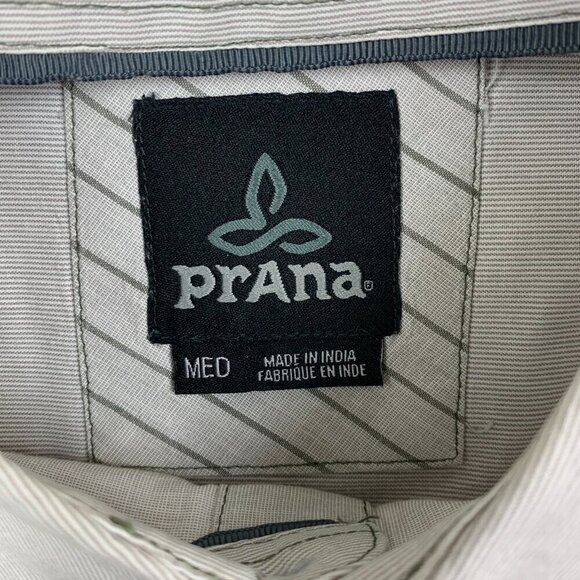 prAna®
MED
MADE IN INDIA
FABRIQUE EN INDE